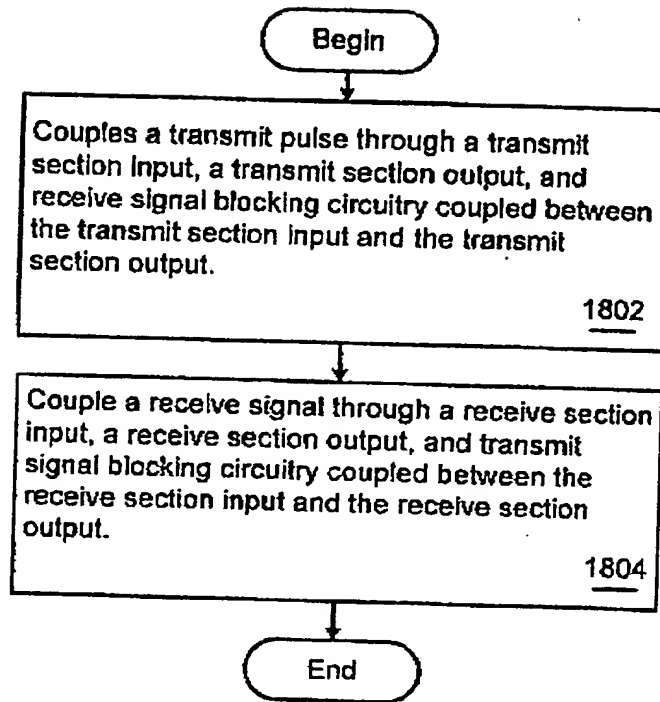 Begin
Couples a transmit pulse through a transmit
section input, a transmit section output, and
receive signal blocking circuitry coupled between
the transmit section input and the transmit
section output.
1802
Couple a receive signal through a receive section
input, a receive section output, and transmit
signal blocking circuitry coupled between the
receive section input and the receive section
output.
1804
End